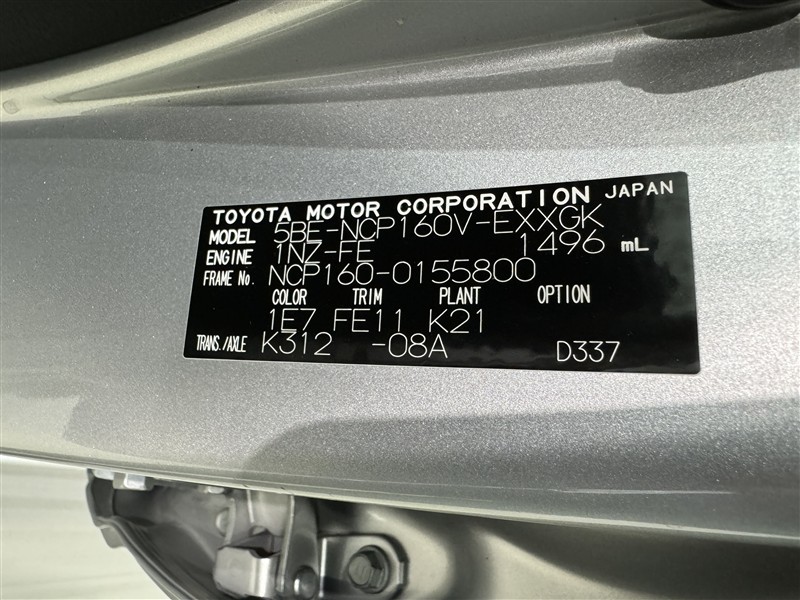 TOYOTA MOTOR CORPORATION JAPAN
MODEL 5BE-NCP160V-EXXGK
ENGINE 1NZ-FE 1496 mL
FRAME No. NCP160-0155800
COLOR TRIM PLANT OPTION
1E7 FE11 K21
TRANS./AXLE K312 -08A D337